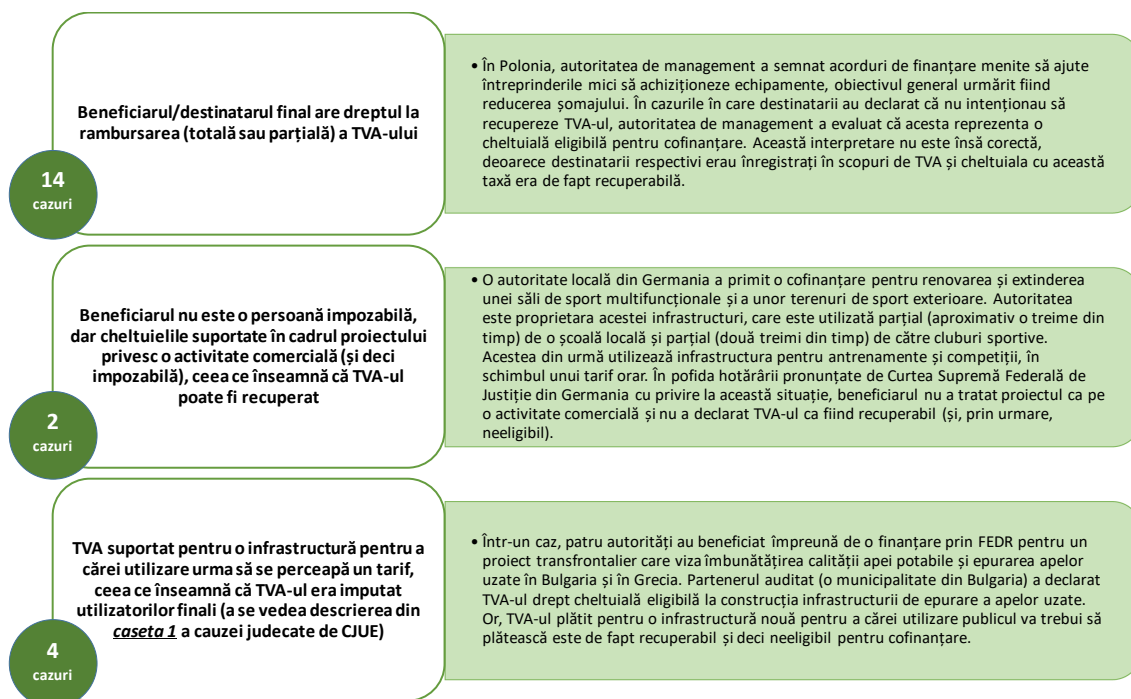 Beneficiarul/destinatarul final are dreptul la
rambursarea (totală sau parțială) a TVA-ului
14
cazuri
• În Polonia, autoritatea de management a semnat acorduri de finanțare menite să ajute
întreprinderile mici să achiziționeze echipamente, obiectivul general urmărit fiind
reducerea șomajului. În cazurile în care destinatarii au declarat că nu intenționau să
recupereze TVA-ul, autoritatea de management a evaluat că acesta reprezenta o
cheltuială eligibilă pentru cofinanțare. Această interpretare nu este însă corectă,
deoarece destinatarii respectivi erau înregistrați în scopuri de TVA și cheltuiala cu această
taxă era de fapt recuperabilă.
Beneficiarul nu este o persoană impozabilă,
dar cheltuielile suportate în cadrul proiectului
privesc o activitate comercială (și deci
impozabilă), ceea ce înseamnă că TVA-ul
poate fi recuperat
2
cazuri
• O autoritate locală din Germania a primit o cofinanțare pentru renovarea și extinderea
unei săli de sport multifuncționale și a unor terenuri de sport exterioare. Autoritatea
este proprietara acestei infrastructuri, care este utilizată parțial (aproximativ o treime din
timp) de o școală locală și parțial (două treimi din timp) de către cluburi sportive.
Acestea din urmă utilizează infrastructura pentru antrenamente și competiții, în
schimbul unui tarif orar. În pofida hotărârii pronunțate de Curtea Supremă Federală de
Justiție din Germania cu privire la această situație, beneficiarul nu a tratat proiectul ca pe
o activitate comercială și nu a declarat TVA-ul ca fiind recuperabil (și, prin urmare,
neeligibil).
TVA suportat pentru o infrastructură pentru a
cărei utilizare urma să se perceapă un tarif,
ceea ce înseamnă că TVA-ul era imputat
utilizatorilor finali (a se vedea descrierea din
caseta 1 a cauzei judecate de CJUE)
4
cazuri
• Într-un caz, patru autorități au beneficiat împreună de o finanțare prin FEDR pentru un
proiect transfrontalier care viza îmbunătățirea calității apei potabile și epurarea apelor
uzate în Bulgaria și în Grecia. Partenerul auditat (o municipalitate din Bulgaria) a declarat
TVA-ul drept cheltuială eligibilă la construcția infrastructurii de epurare a apelor uzate.
Or, TVA-ul plătit pentru o infrastructură nouă pentru a cărei utilizare publicul va trebui să
plătească este de fapt recuperabil și deci neeligibil pentru cofinanțare.